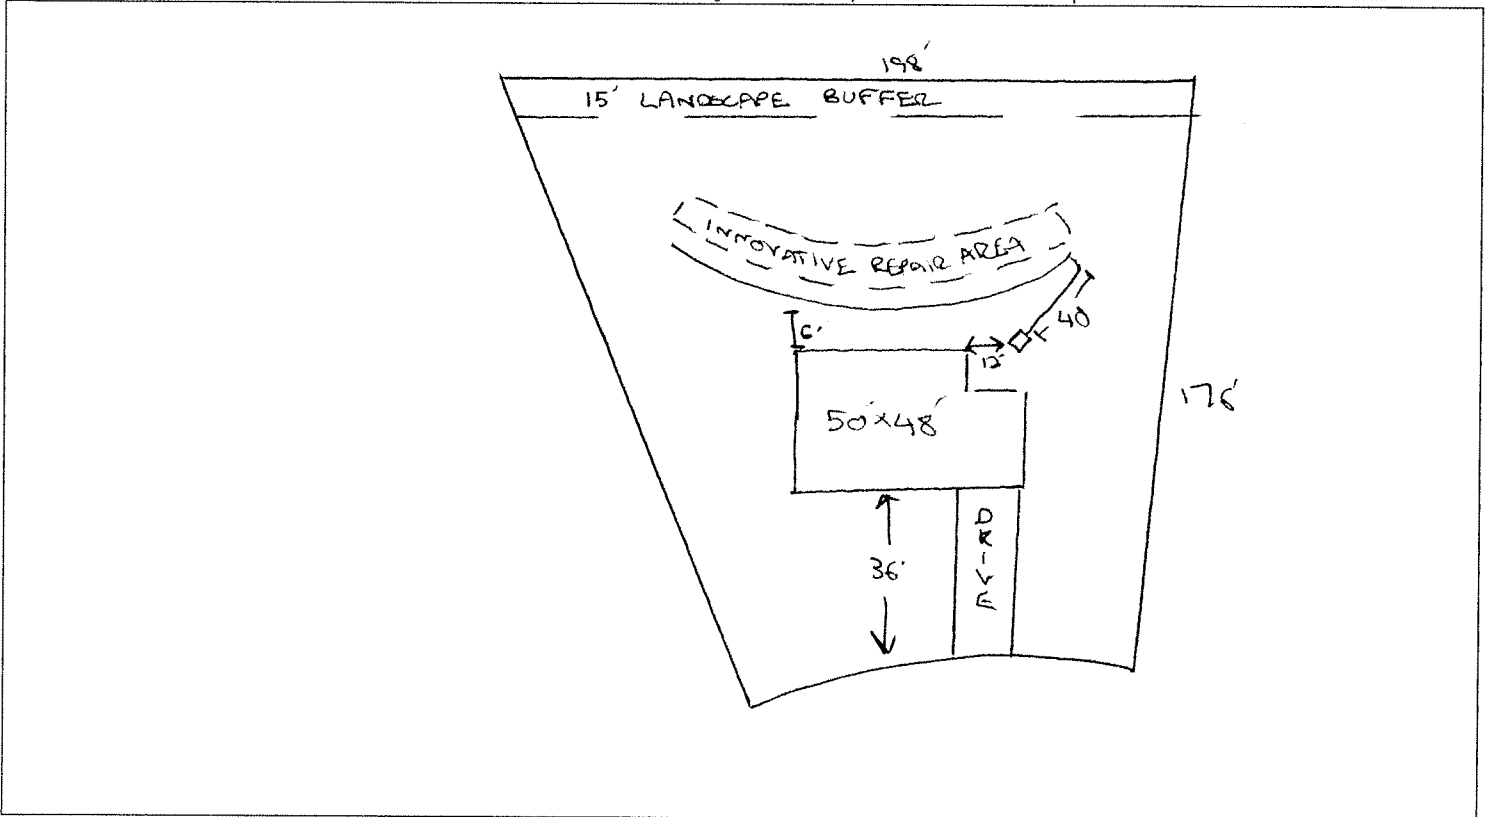 198'
15' LANDSCAPE BUFFER
INNOVATIVE REPAIR AREA
6'
12'
40
50'x48'
176'
36'
DRIVE